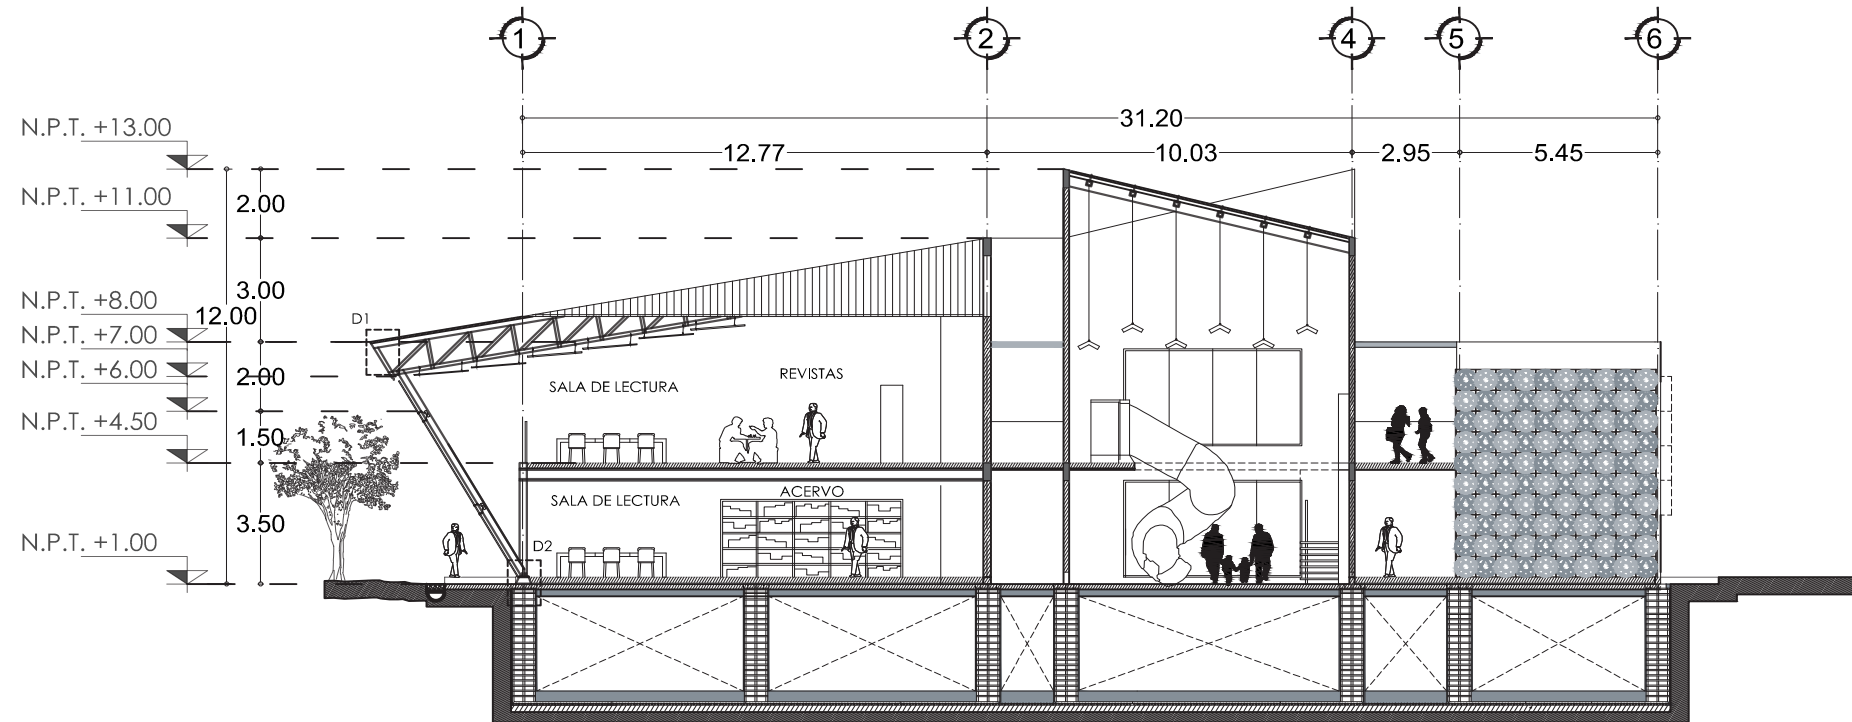 1 2 4 5 6
31.20
12.77 10.03 2.95 5.45
N.P.T. +13.00
N.P.T. +11.00
N.P.T. +8.00
N.P.T. +7.00
N.P.T. +6.00
N.P.T. +4.50
N.P.T. +1.00
12.00
2.00
3.00
2.00
1.50
3.50
D1
SALA DE LECTURA
REVISTAS
SALA DE LECTURA
ACERVO
D2